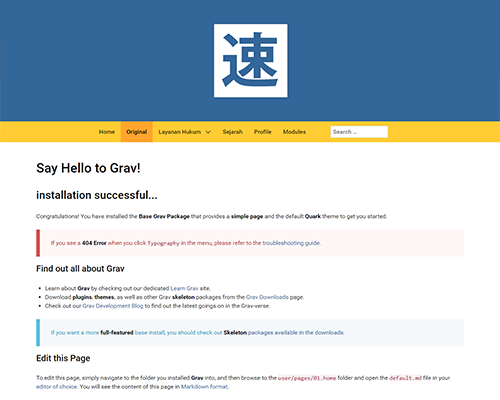 速
Home Original Layanan Hukum Sejarah Profile Modules Search ...
Say Hello to Grav!
installation successful...
Congratulations! You have installed the Base Grav Package that provides a simple page and the default Quark theme to get you started.
If you see a 404 Error when you click Typography in the menu, please refer to the troubleshooting guide.
Find out all about Grav
• Learn about Grav by checking out our dedicated Learn Grav site.
• Download plugins, themes, as well as other Grav skeleton packages from the Grav Downloads page.
• Check out our Grav Development Blog to find out the latest goings on in the Grav-verse.
If you want a more full-featured base install, you should check out Skeleton packages available in the downloads.
Edit this Page
To edit this page, simply navigate to the folder you installed Grav into, and then browse to the user/pages/01.home folder and open the default.md file in your
editor of choice. You will see the content of this page in Markdown format.